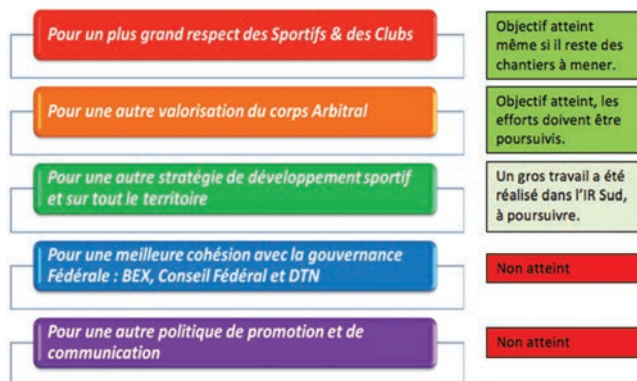 Pour un plus grand respect des Sportifs & des Clubs
Objectif atteint
même si il reste des
chantiers à mener.
Pour une autre valorisation du corps Arbitral
Objectif atteint, les
efforts doivent être
poursuivis.
Pour une autre stratégie de développement sportif
et sur tout le territoire
Un gros travail a été
réalisé dans l'IR Sud,
à poursuivre.
Pour une meilleure cohésion avec la gouvernance
Fédérale : BEX, Conseil Fédéral et DTN
Non atteint
Pour une autre politique de promotion et de
communication
Non atteint